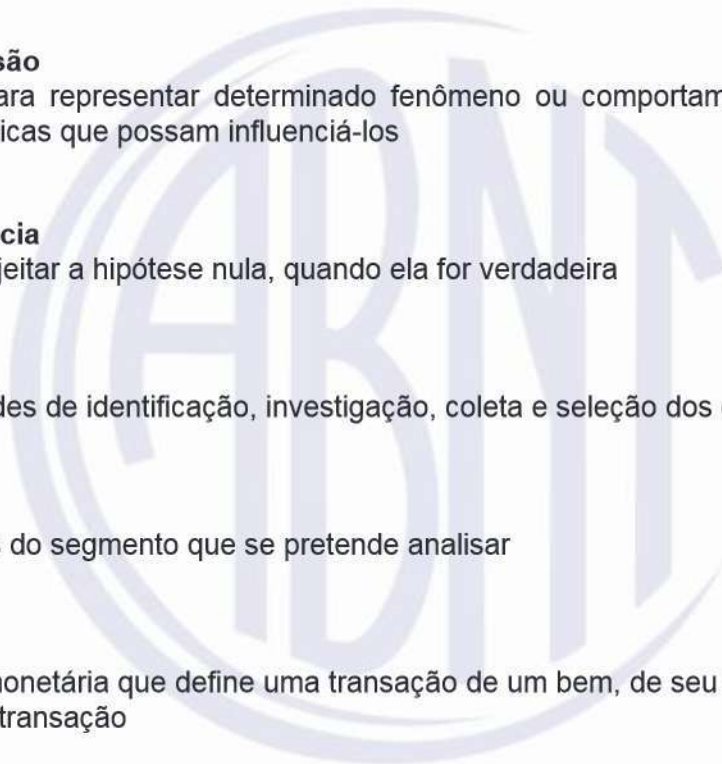 são
ara representar determinado fenômeno ou comportam
icas que possam influenciá-los
cia
jeitar a hipótese nula, quando ela for verdadeira
des de identificação, investigação, coleta e seleção dos
do segmento que se pretende analisar
monetária que define uma transação de um bem, de seu
transação
ABNT